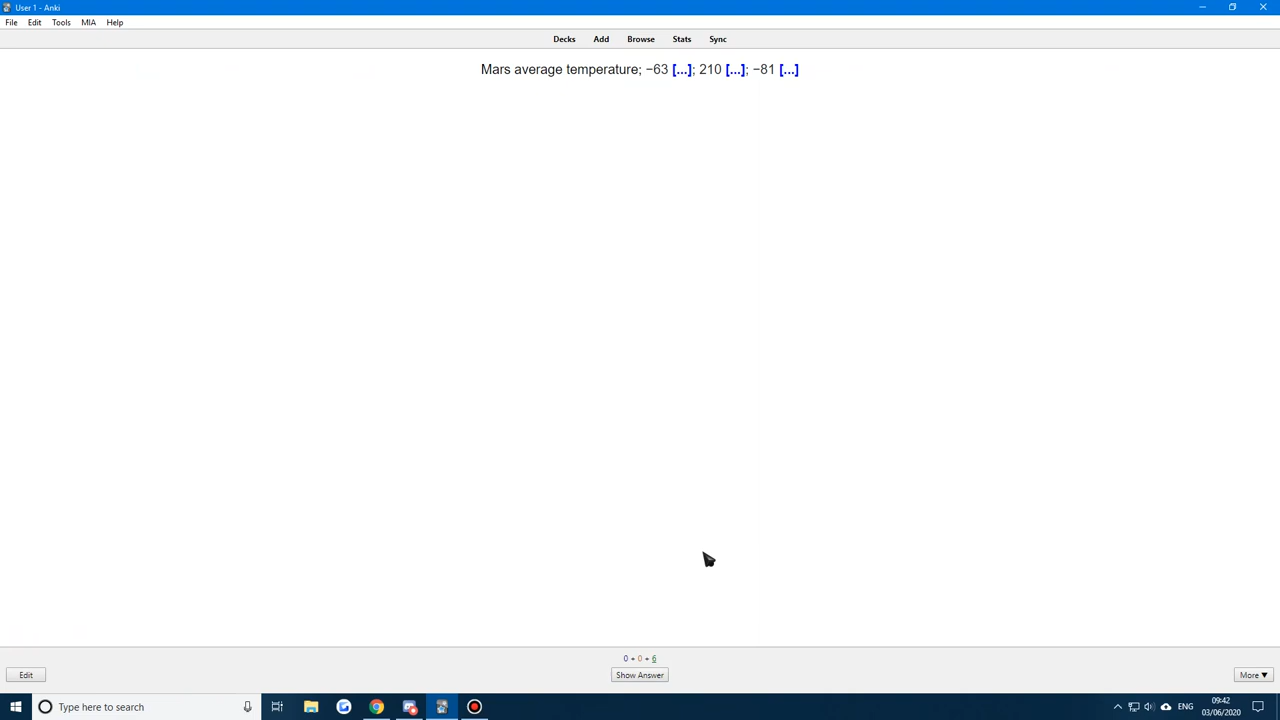 User 1 - Anki
File Edit Tools MIA Help
Decks Add Browse Stats Sync
Mars average temperature; −63 [...]; 210 [...]; −81 [...]
0 + 0 + 6
Edit Show Answer More ▼
Type here to search ENG 09:42
03/06/2020